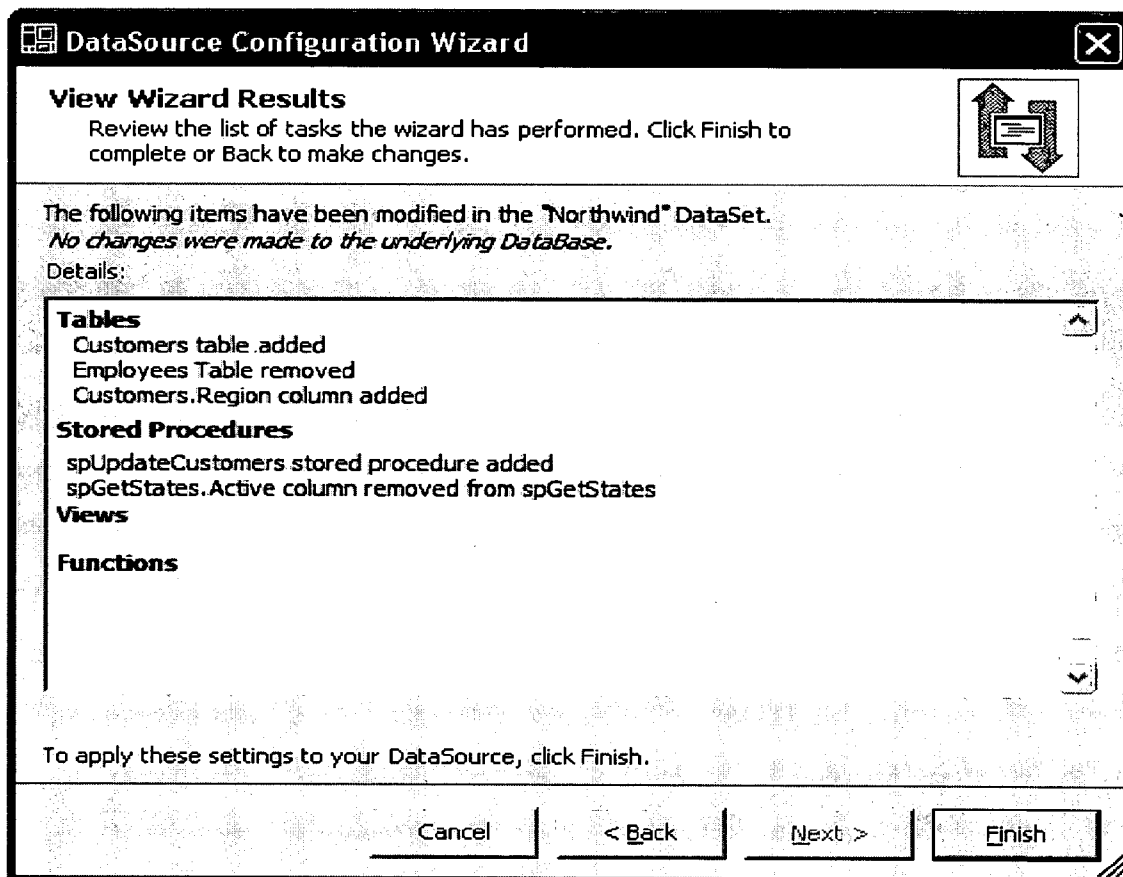 DataSource Configuration Wizard
View Wizard Results
Review the list of tasks the wizard has performed. Click Finish to
complete or Back to make changes.
The following items have been modified in the "Northwind" DataSet.
No changes were made to the underlying DataBase.
Details:
Tables
Customers table added
Employees Table removed
Customers.Region column added
Stored Procedures
spUpdateCustomers stored procedure added
spGetStates.Active column removed from spGetStates
Views
Functions
To apply these settings to your DataSource, click Finish.
Cancel
< Back
Next >
Finish